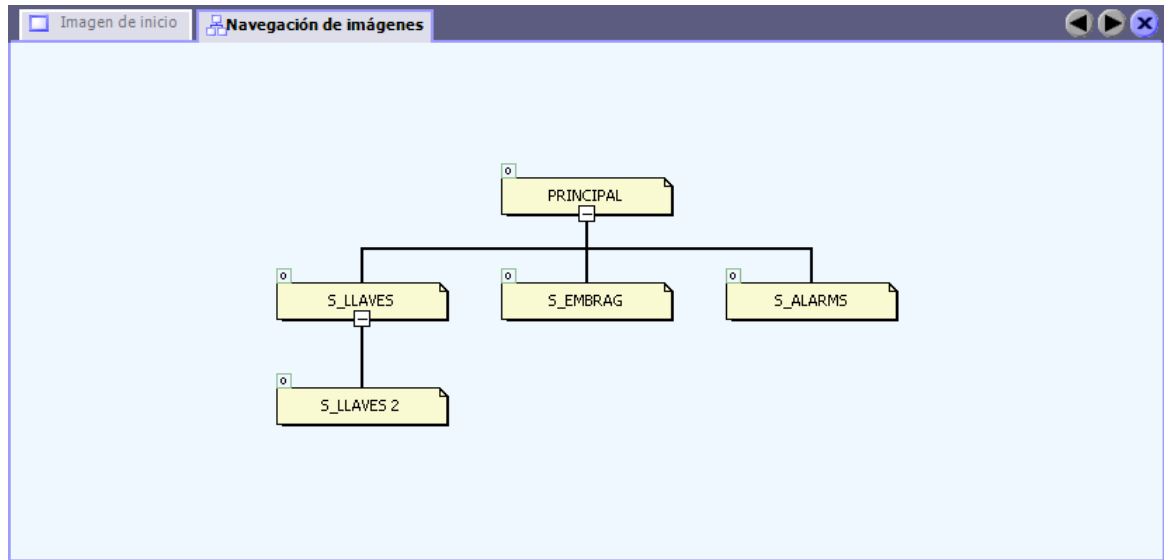 Imagen de inicio
Navegación de imágenes
o
PRINCIPAL
o
S_LLAVES
o
S_EMBRAG
o
S_ALARMS
o
S_LLAVES 2